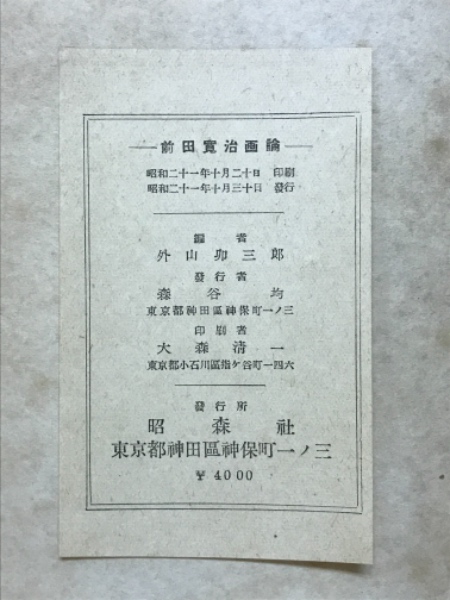 前田寛治画論
昭和二十一年十月二十日 印刷
昭和二十一年十月三十日 發行
編者
外山卯三郎
發行者
森谷均
東京都神田區神保町一ノ三
印刷者
大森清一
東京都小石川區指ケ谷町一四六
發行所
昭森社
東京都神田區神保町一ノ三
¥ 4000